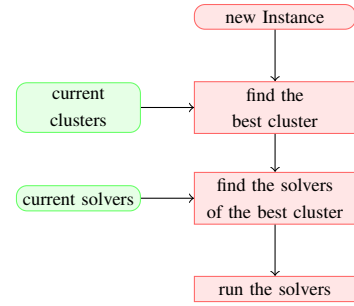 new Instance
current
clusters
find the
best cluster
current solvers
find the solvers
of the best cluster
run the solvers